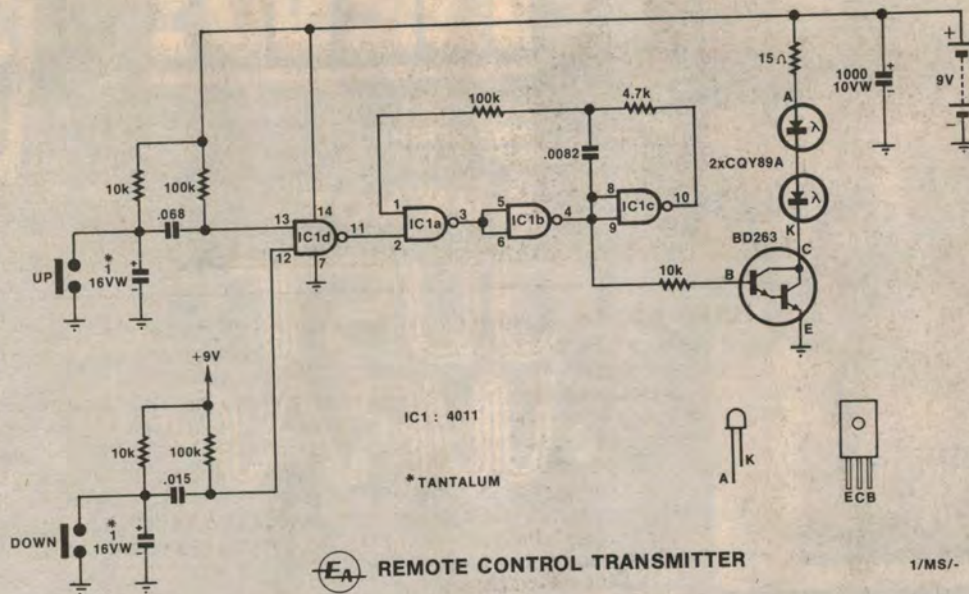 15Ω
1000
10VW
+
-
+
9V
-
100k
4.7k
A
λ
.0082
2xCQY89A
λ
K
10k
100k
.068
13
14
IC1d
11
12
7
1
IC1a
3
2
5
IC1b
4
6
8
IC1c
10
9
BD263
C
B
E
10k
UP
*
1
16VW
+
-
+9V
10k
100k
.015
IC1 : 4011
DOWN
*
1
16VW
+
-
* TANTALUM
A
K
ECB
EA REMOTE CONTROL TRANSMITTER
1/MS/-